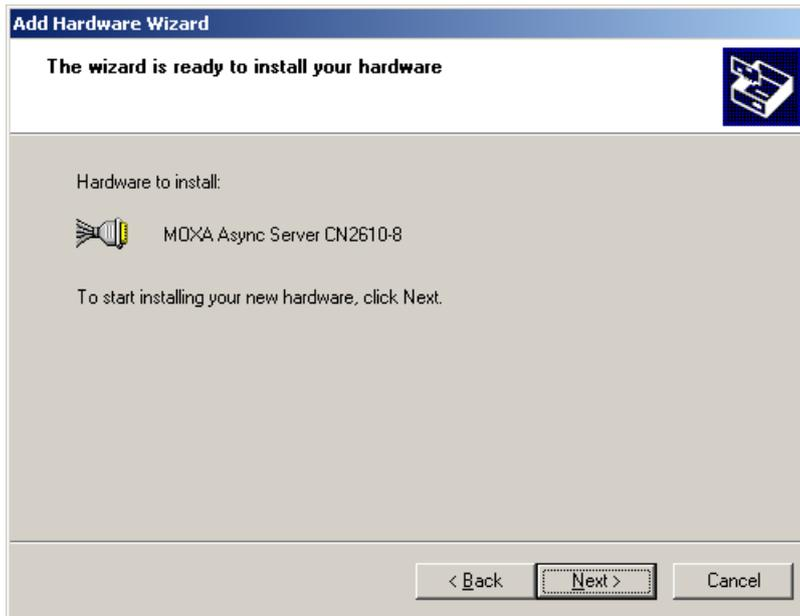 Add Hardware Wizard
The wizard is ready to install your hardware
Hardware to install:
MOXA Async Server CN2610-8
To start installing your new hardware, click Next.
< Back Next > Cancel